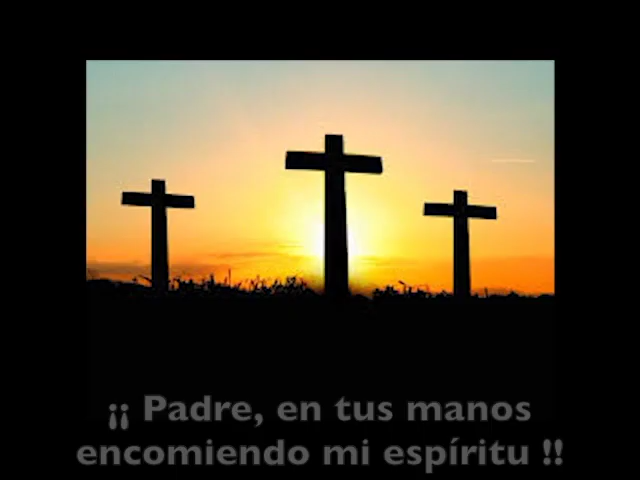 ¡¡ Padre, en tus manos
encomiendo mi espíritu !!